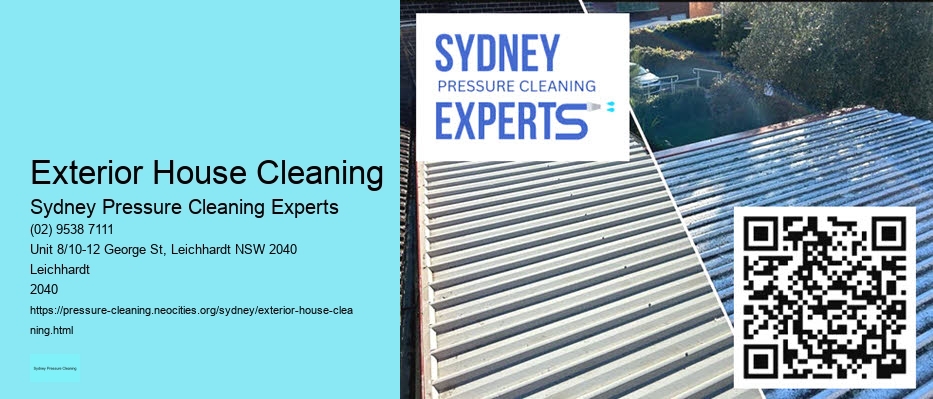 Exterior House Cleaning
Sydney Pressure Cleaning Experts
(02) 9538 7111
Unit 8/10-12 George St, Leichhardt NSW 2040
Leichhardt
2040
https://pressure-cleaning.neocities.org/sydney/exterior-house-clea
ning.html
Sydney Pressure Cleaning
SYDNEY
PRESSURE CLEANING
EXPERTS